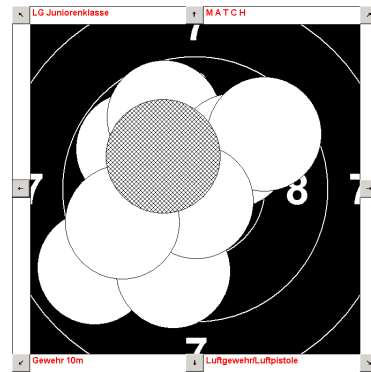 LG Juniorenklasse
M A T C H
7
7
8
7
7
Gewehr 10m
Luftgewehr/Luftpistole